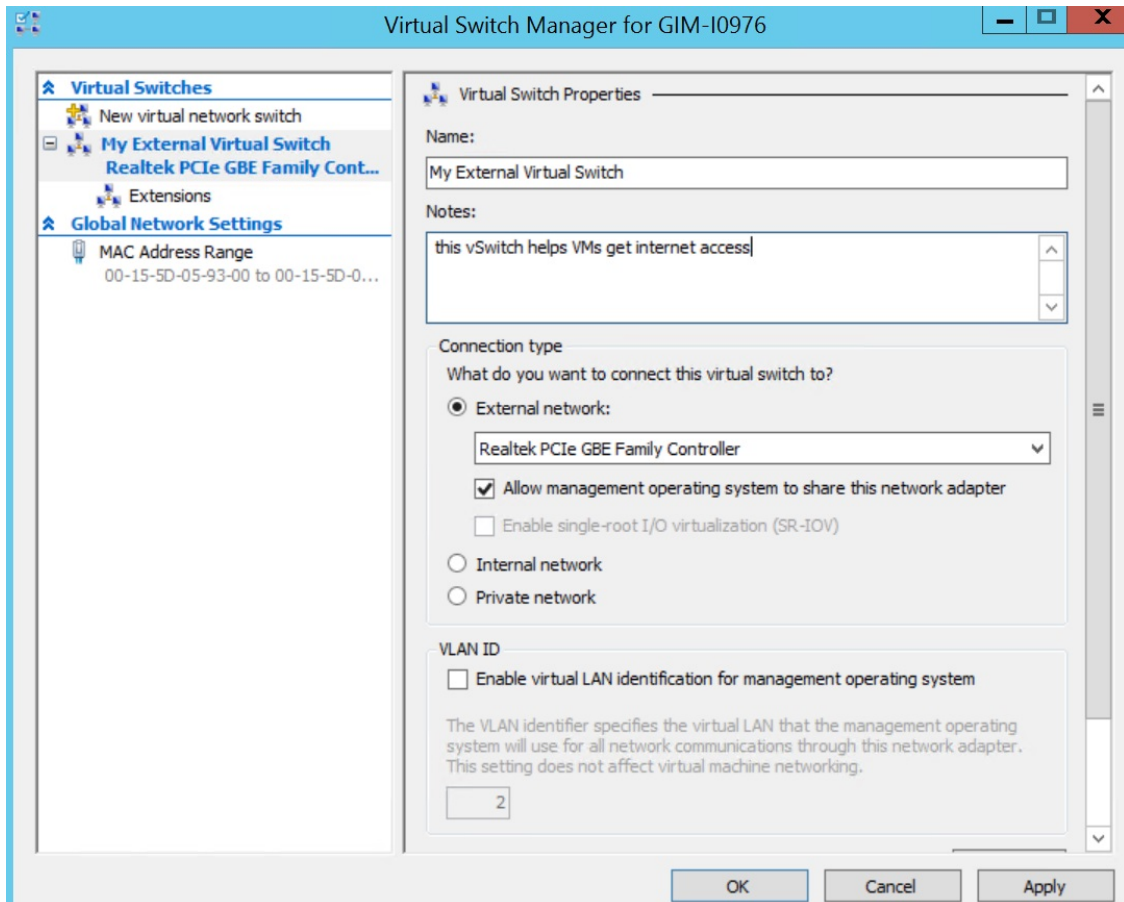 Virtual Switch Manager for GIM-I0976
Virtual Switches
New virtual network switch
My External Virtual Switch
Realtek PCIe GBE Family Cont...
Extensions
Global Network Settings
MAC Address Range
00-15-5D-05-93-00 to 00-15-5D-0...
Virtual Switch Properties
Name:
My External Virtual Switch
Notes:
this vSwitch helps VMs get internet access
Connection type
What do you want to connect this virtual switch to?
External network:
Realtek PCIe GBE Family Controller
Allow management operating system to share this network adapter
Enable single-root I/O virtualization (SR-IOV)
Internal network
Private network
VLAN ID
Enable virtual LAN identification for management operating system
The VLAN identifier specifies the virtual LAN that the management operating
system will use for all network communications through this network adapter.
This setting does not affect virtual machine networking.
2
OK
Cancel
Apply